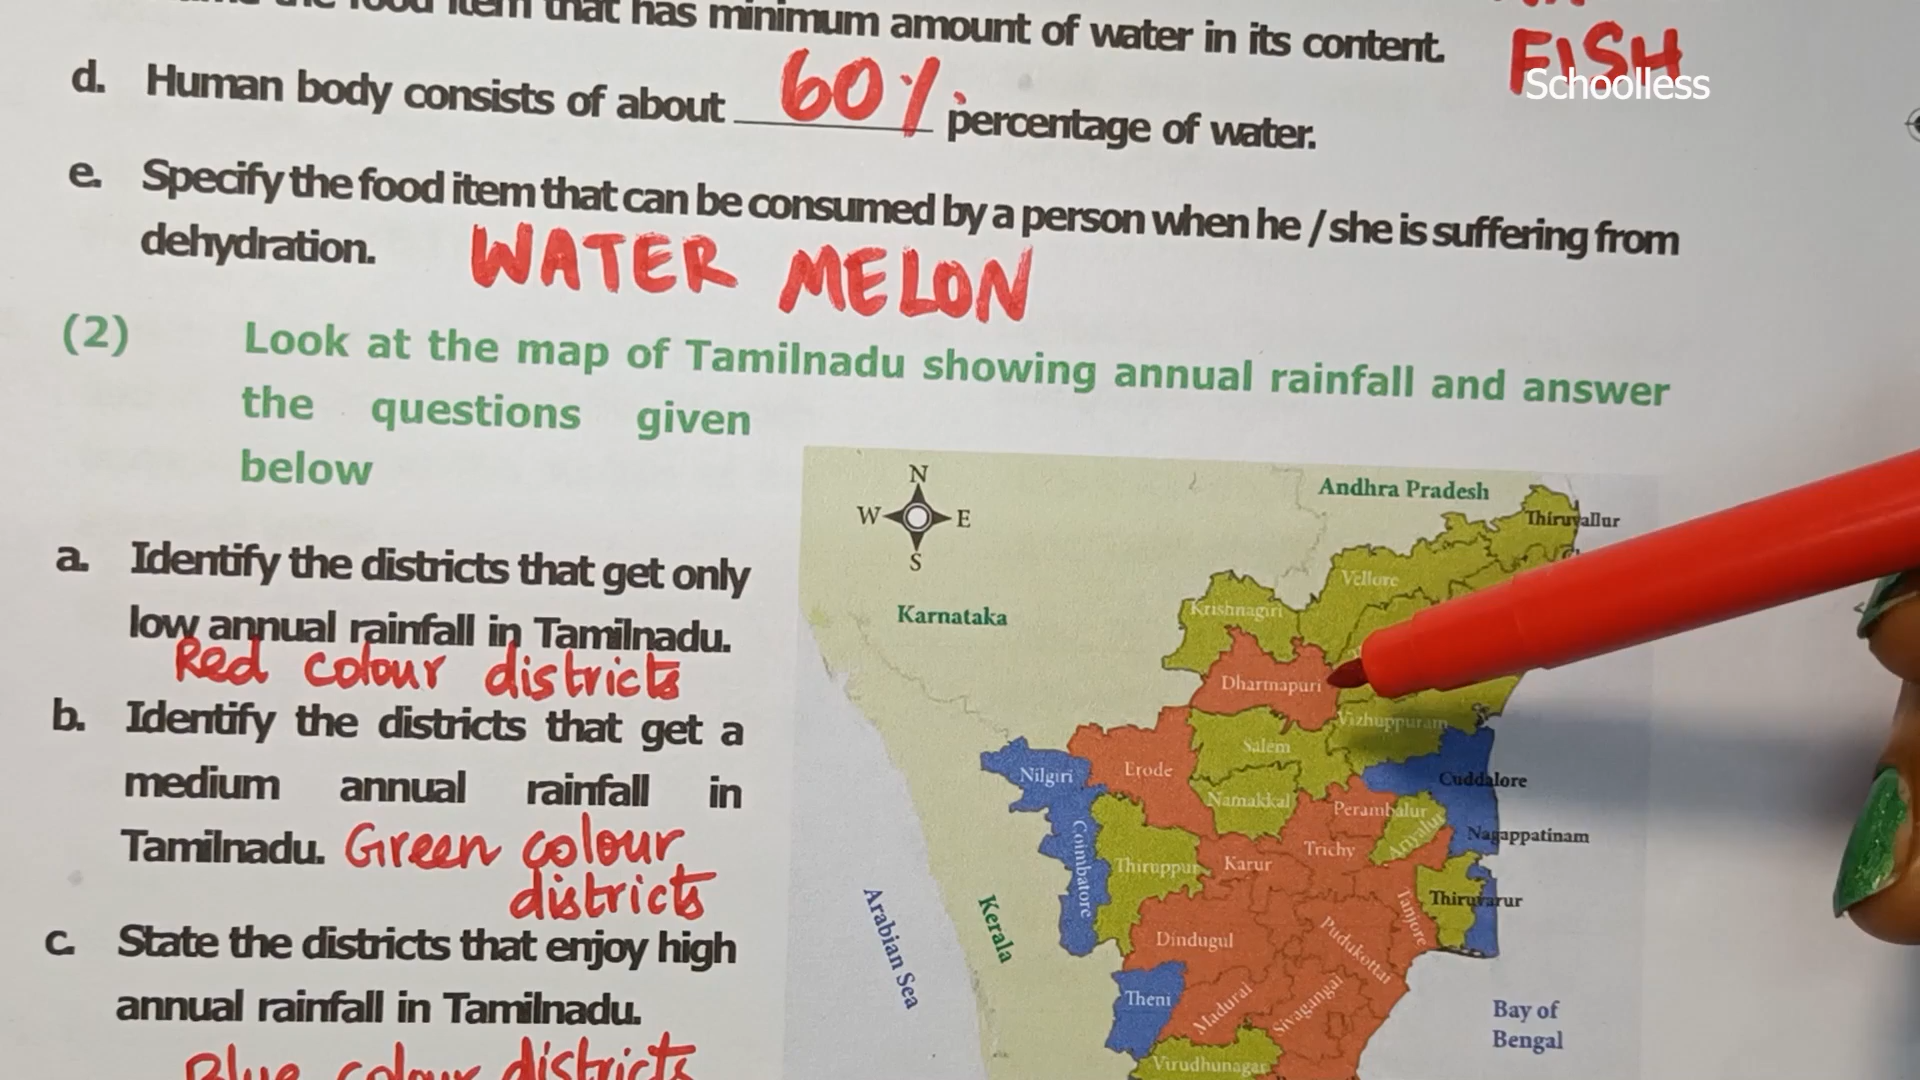 the food item that has minimum amount of water in its content.
FISH
Schoolless
d. Human body consists of about 60% percentage of water.
e. Specify the food item that can be consumed by a person when he / she is suffering from
dehydration. WATER MELON
(2) Look at the map of Tamilnadu showing annual rainfall and answer
the questions given
below
a. Identify the districts that get only
low annual rainfall in Tamilnadu.
Red colour districts
b. Identify the districts that get a
medium annual rainfall in
Tamilnadu. Green colour
districts
c. State the districts that enjoy high
annual rainfall in Tamilnadu.
Blue colour districts
N
W E
S
Andhra Pradesh
Thiruvallur
Vellore
Krishnagiri
Karnataka
Dharmapuri
Vizhuppuram
Salem
Nilgiri
Erode
Cuddalore
Namakkal
Perambalur
Ariyalur
Nagappatinam
Coimbatore
Thiruppur
Karur
Trichy
Thiruvarur
Tanjore
Arabian Sea
Kerala
Dindugul
Pudukottai
Theni
Madurai
Sivagangai
Bay of
Bengal
Virudhunagar